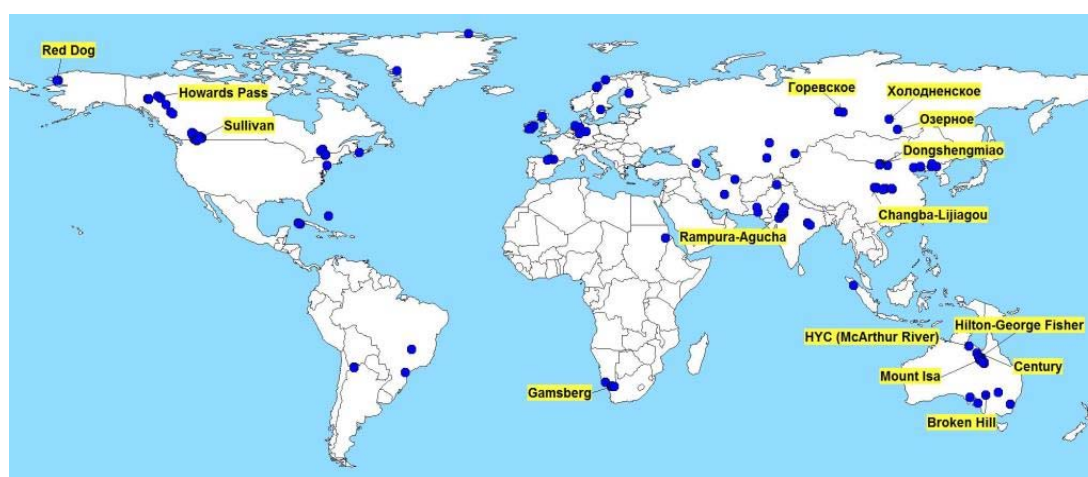 Red Dog
Howards Pass
Sullivan
Горевское
Холодненское
Озерное
Dongshengmiao
Changba-Lijiagou
Rampura-Agucha
Hilton-George Fisher
HYC (McArthur River)
Century
Mount Isa
Gamsberg
Broken Hill